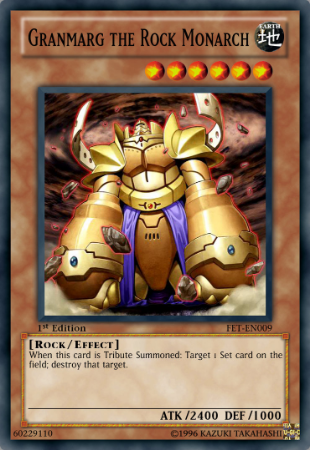 GRANMARG THE ROCK MONARCH
EARTH
地
1st Edition
FET-EN009
[ROCK/EFFECT]
When this card is Tribute Summoned: Target 1 Set card on the
field; destroy that target.
ATK/2400 DEF/1000
60229110
©1996 KAZUKI TAKAHASHI